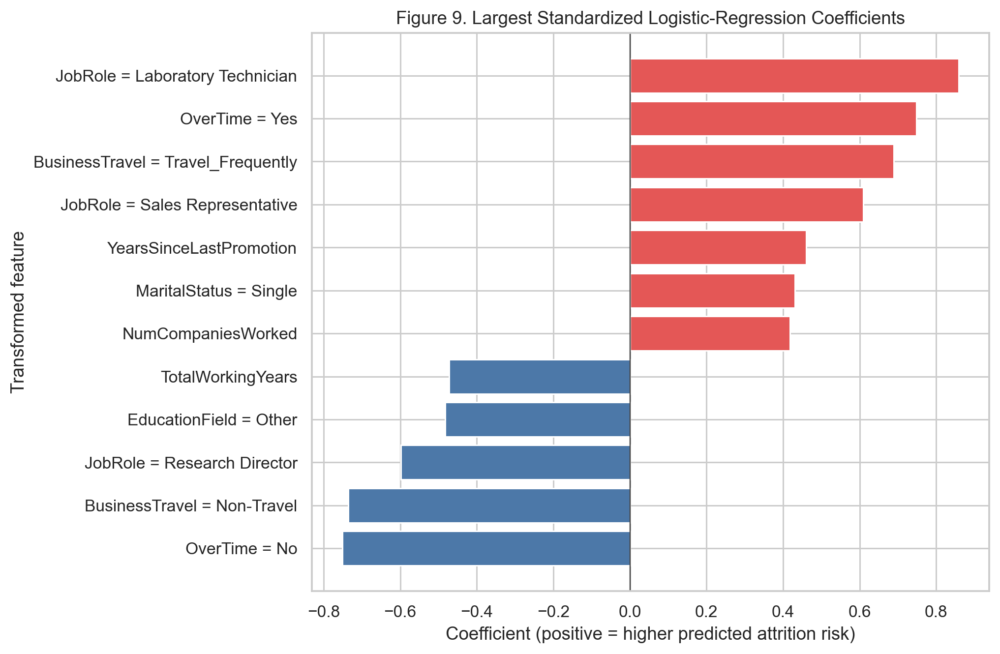 Figure 9. Largest Standardized Logistic-Regression Coefficients
Transformed feature
JobRole = Laboratory Technician
OverTime = Yes
BusinessTravel = Travel_Frequently
JobRole = Sales Representative
YearsSinceLastPromotion
MaritalStatus = Single
NumCompaniesWorked
TotalWorkingYears
EducationField = Other
JobRole = Research Director
BusinessTravel = Non-Travel
OverTime = No
−0.8 −0.6 −0.4 −0.2 0.0 0.2 0.4 0.6 0.8
Coefficient (positive = higher predicted attrition risk)